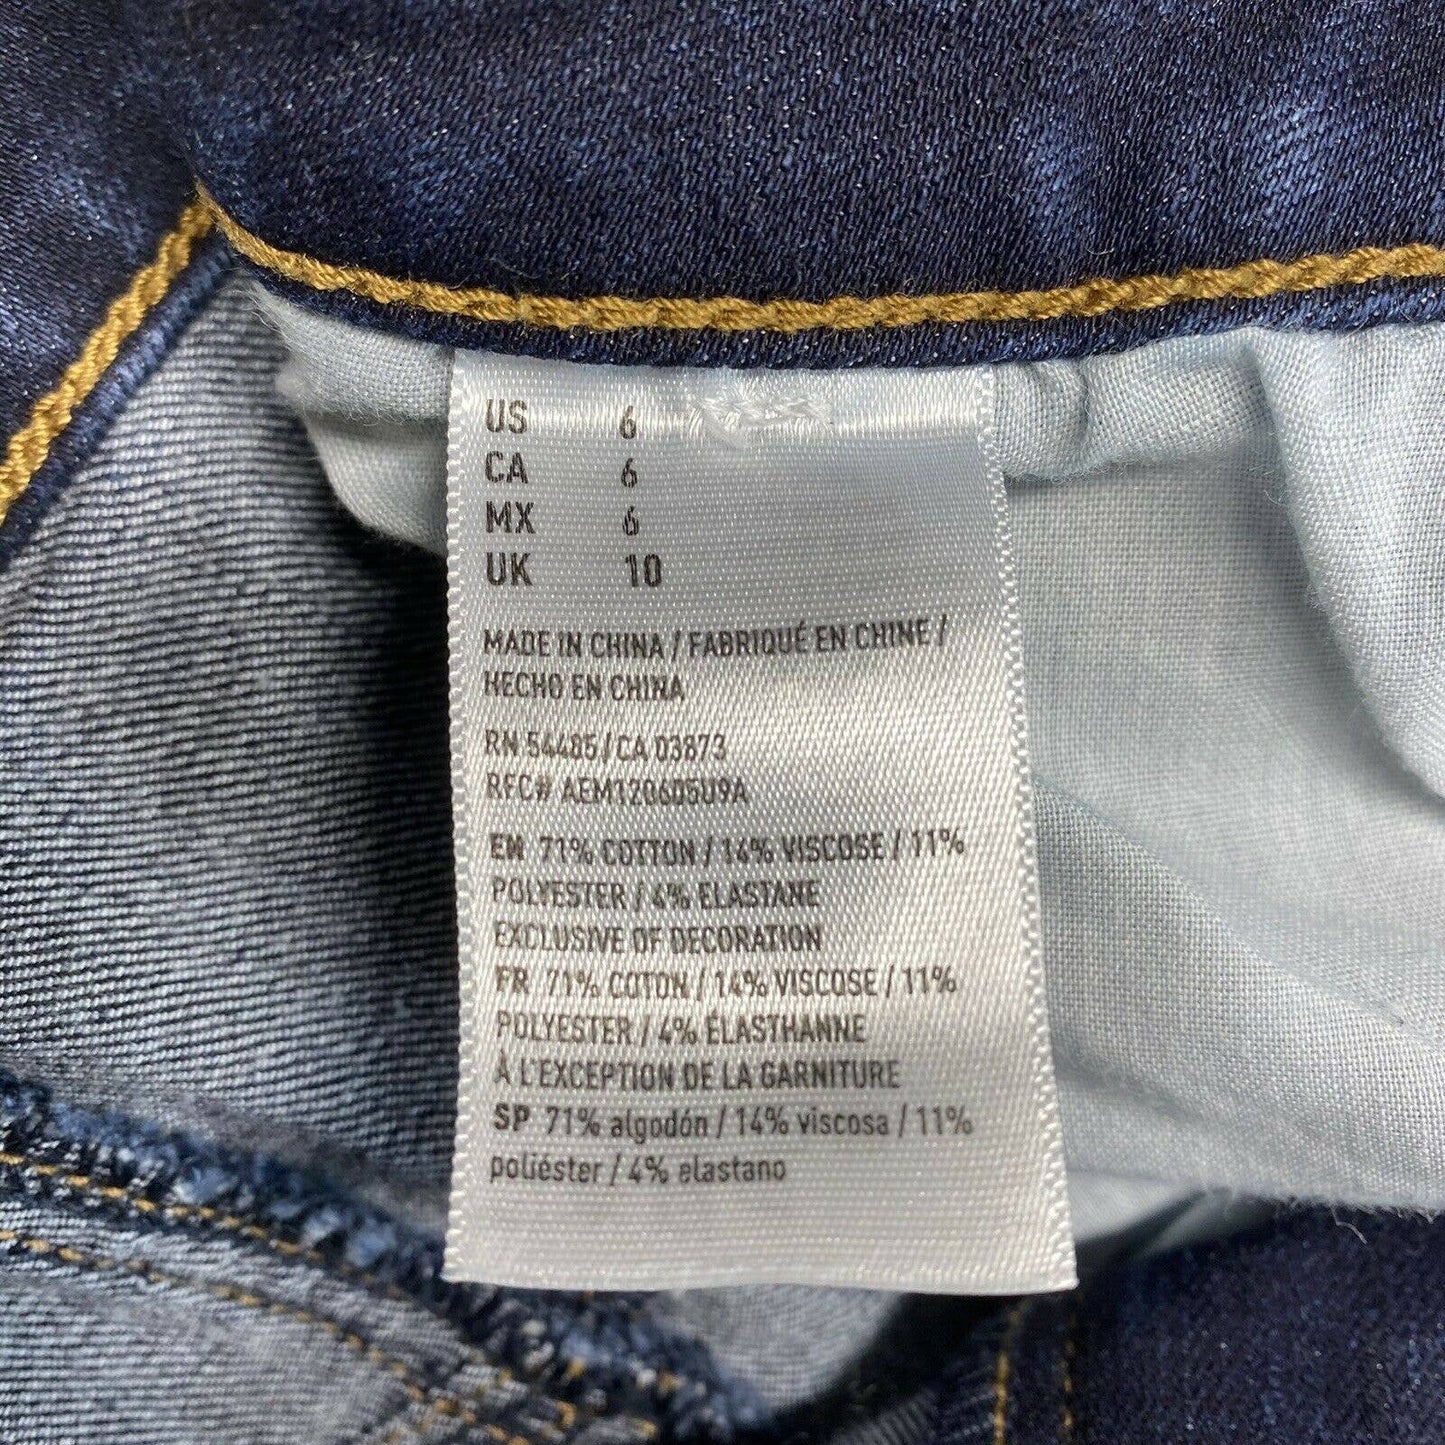 US 6
CA 6
MX 6
UK 10
MADE IN CHINA / FABRIQUÉ EN CHINE /
HECHO EN CHINA
RN 54485 / CA 03873
RFC# AEM120605U9A
EN 71% COTTON / 14% VISCOSE / 11%
POLYESTER / 4% ELASTANE
EXCLUSIVE OF DECORATION
FR 71% COTON / 14% VISCOSE / 11%
POLYESTER / 4% ÉLASTHANNE
À L'EXCEPTION DE LA GARNITURE
SP 71% algodón / 14% viscosa / 11%
poliéster / 4% elastano